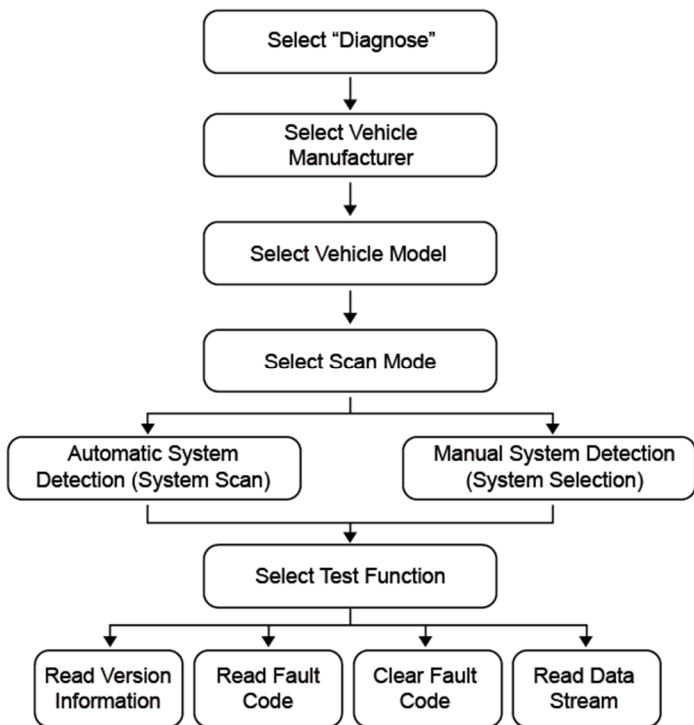 Select “Diagnose”
Select Vehicle
Manufacturer
Select Vehicle Model
Select Scan Mode
Automatic System
Detection (System Scan)
Manual System Detection
(System Selection)
Select Test Function
Read Version
Information
Read Fault
Code
Clear Fault
Code
Read Data
Stream